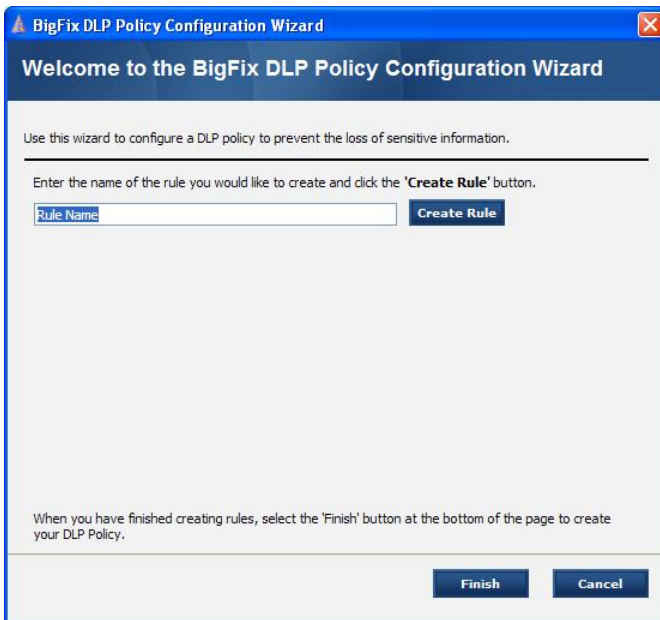 BigFix DLP Policy Configuration Wizard
Welcome to the BigFix DLP Policy Configuration Wizard
Use this wizard to configure a DLP policy to prevent the loss of sensitive information.
Enter the name of the rule you would like to create and click the 'Create Rule' button.
Rule Name
Create Rule
When you have finished creating rules, select the 'Finish' button at the bottom of the page to create
your DLP Policy.
Finish
Cancel